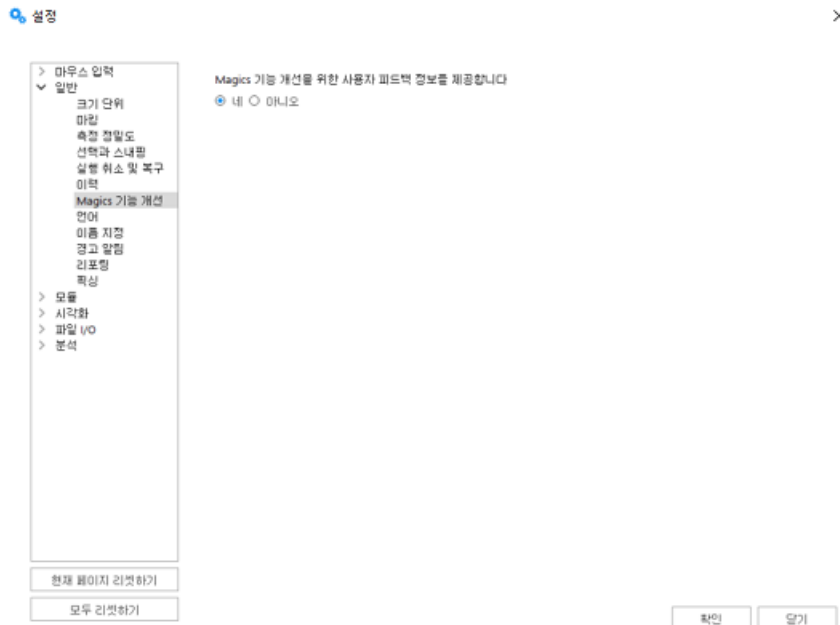 설정
마우스 입력
일반
크기 단위
마킹
측정 정밀도
선택과 스내핑
실행 취소 및 복구
이력
Magics 기능 개선
언어
이름 지정
경고 알림
리포팅
픽싱
모듈
시각화
파일 I/O
분석
Magics 기능 개선을 위한 사용자 피드백 정보를 제공합니다
네 아니오
현재 페이지 리셋하기
모두 리셋하기
확인 닫기